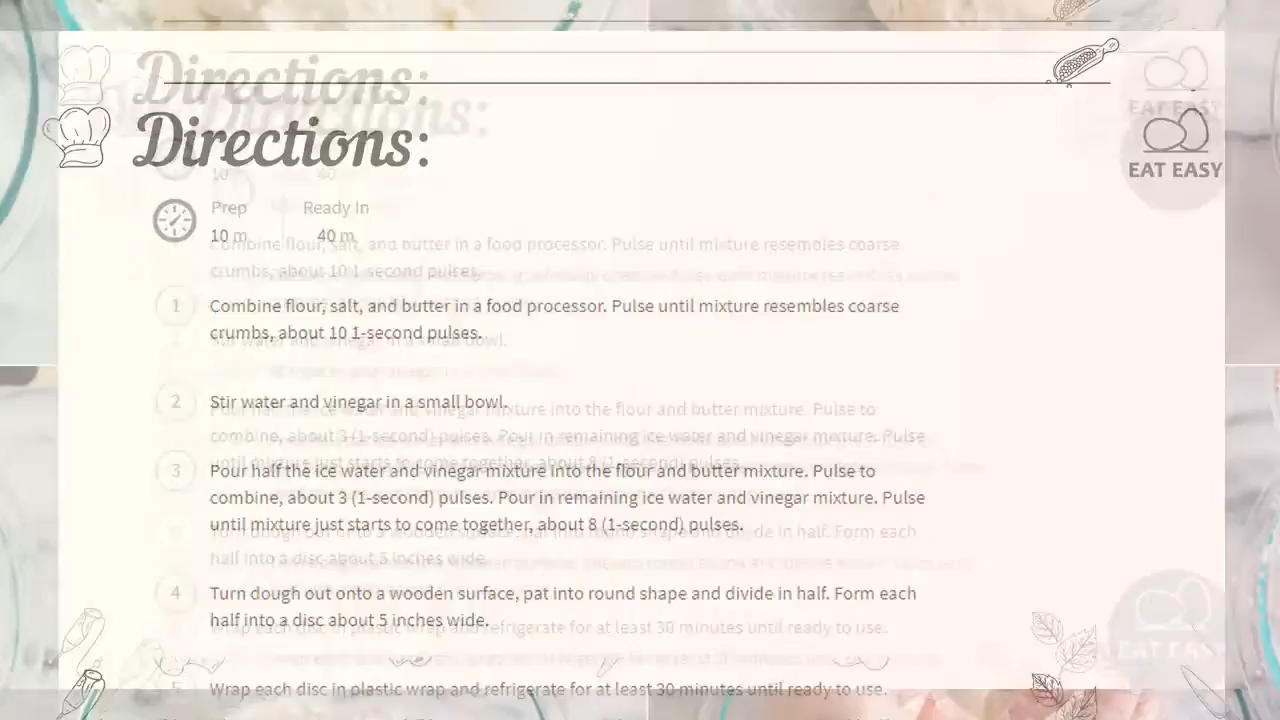 Directions:
EAT EASY
Prep Ready In
10 m 40 m
1 Combine flour, salt, and butter in a food processor. Pulse until mixture resembles coarse
crumbs, about 10 1-second pulses.
2 Stir water and vinegar in a small bowl.
3 Pour half the ice water and vinegar mixture into the flour and butter mixture. Pulse to
combine, about 3 (1-second) pulses. Pour in remaining ice water and vinegar mixture. Pulse
until mixture just starts to come together, about 8 (1-second) pulses.
4 Turn dough out onto a wooden surface, pat into round shape and divide in half. Form each
half into a disc about 5 inches wide.
5 Wrap each disc in plastic wrap and refrigerate for at least 30 minutes until ready to use.
EAT EASY